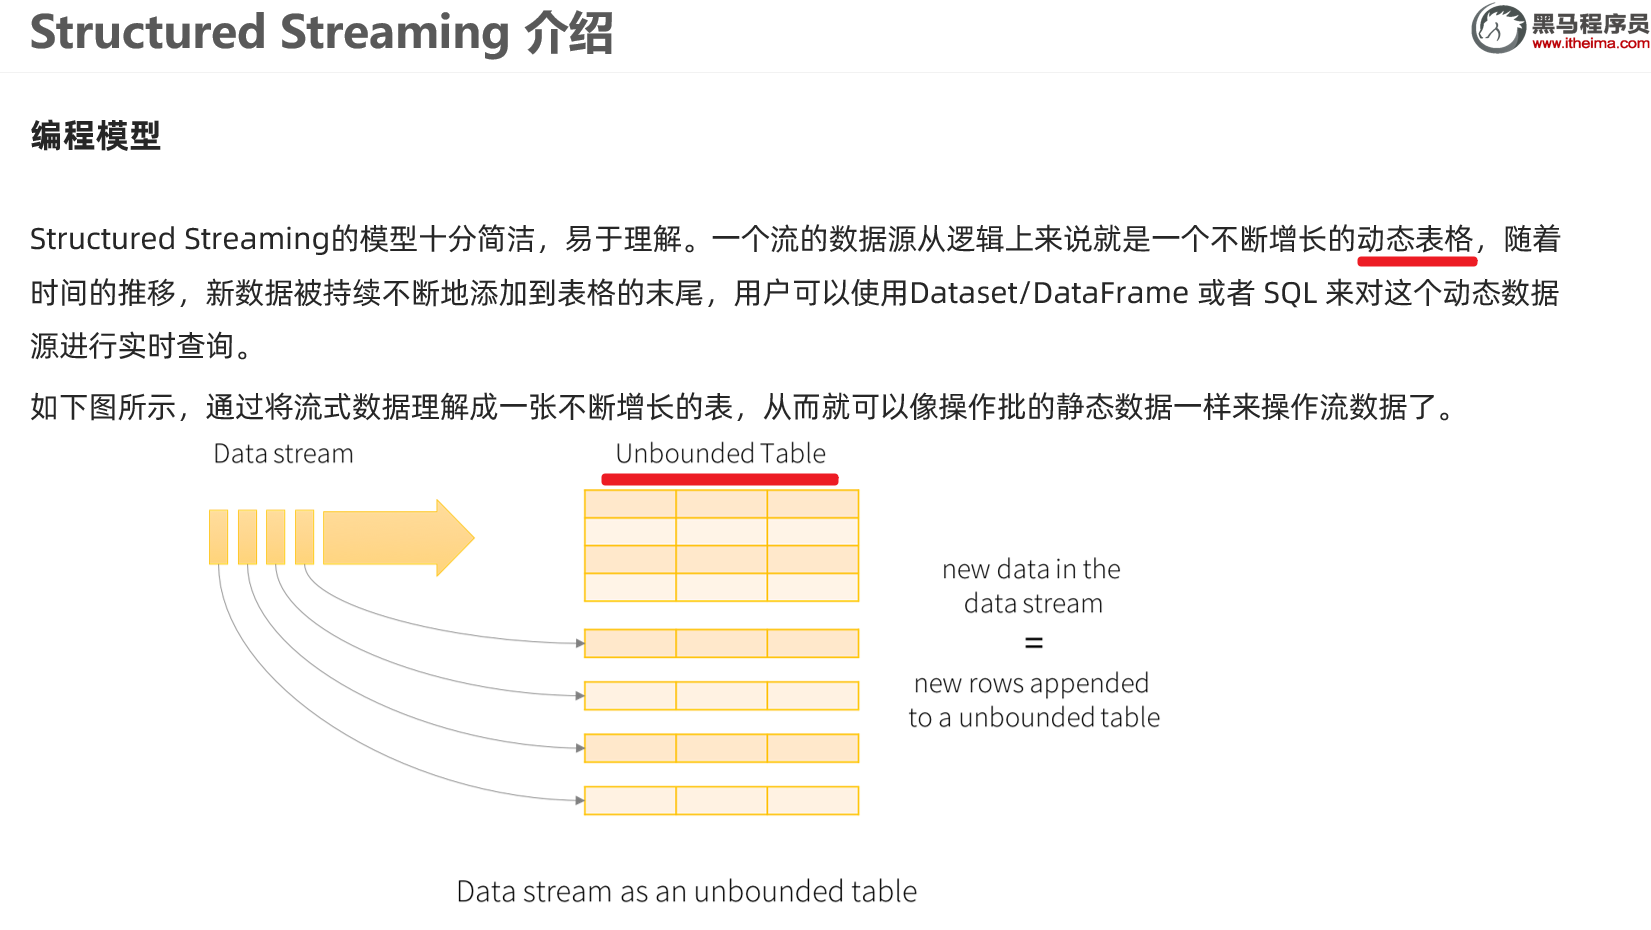 Structured Streaming 介绍
黑马程序员
www.itheima.com
编程模型
Structured Streaming的模型十分简洁，易于理解。一个流的数据源从逻辑上来说就是一个不断增长的动态表格，随着
时间的推移，新数据被持续不断地添加到表格的末尾，用户可以使用Dataset/DataFrame 或者 SQL 来对这个动态数据
源进行实时查询。
如下图所示，通过将流式数据理解成一张不断增长的表，从而就可以像操作批的静态数据一样来操作流数据了。
Data stream
Unbounded Table
new data in the
data stream
=
new rows appended
to a unbounded table
Data stream as an unbounded table